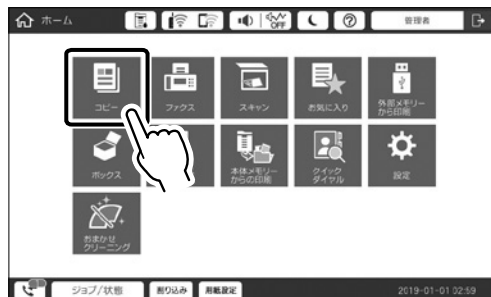 ホーム
OFF
?
管理者
コピー
ファクス
スキャン
お気に入り
外部メモリー
から印刷
ボックス
本体メモリー
からの印刷
クイック
ダイヤル
設定
おまかせ
クリーニング
ジョブ/状態
割り込み
用紙設定
2019-01-01 02:59